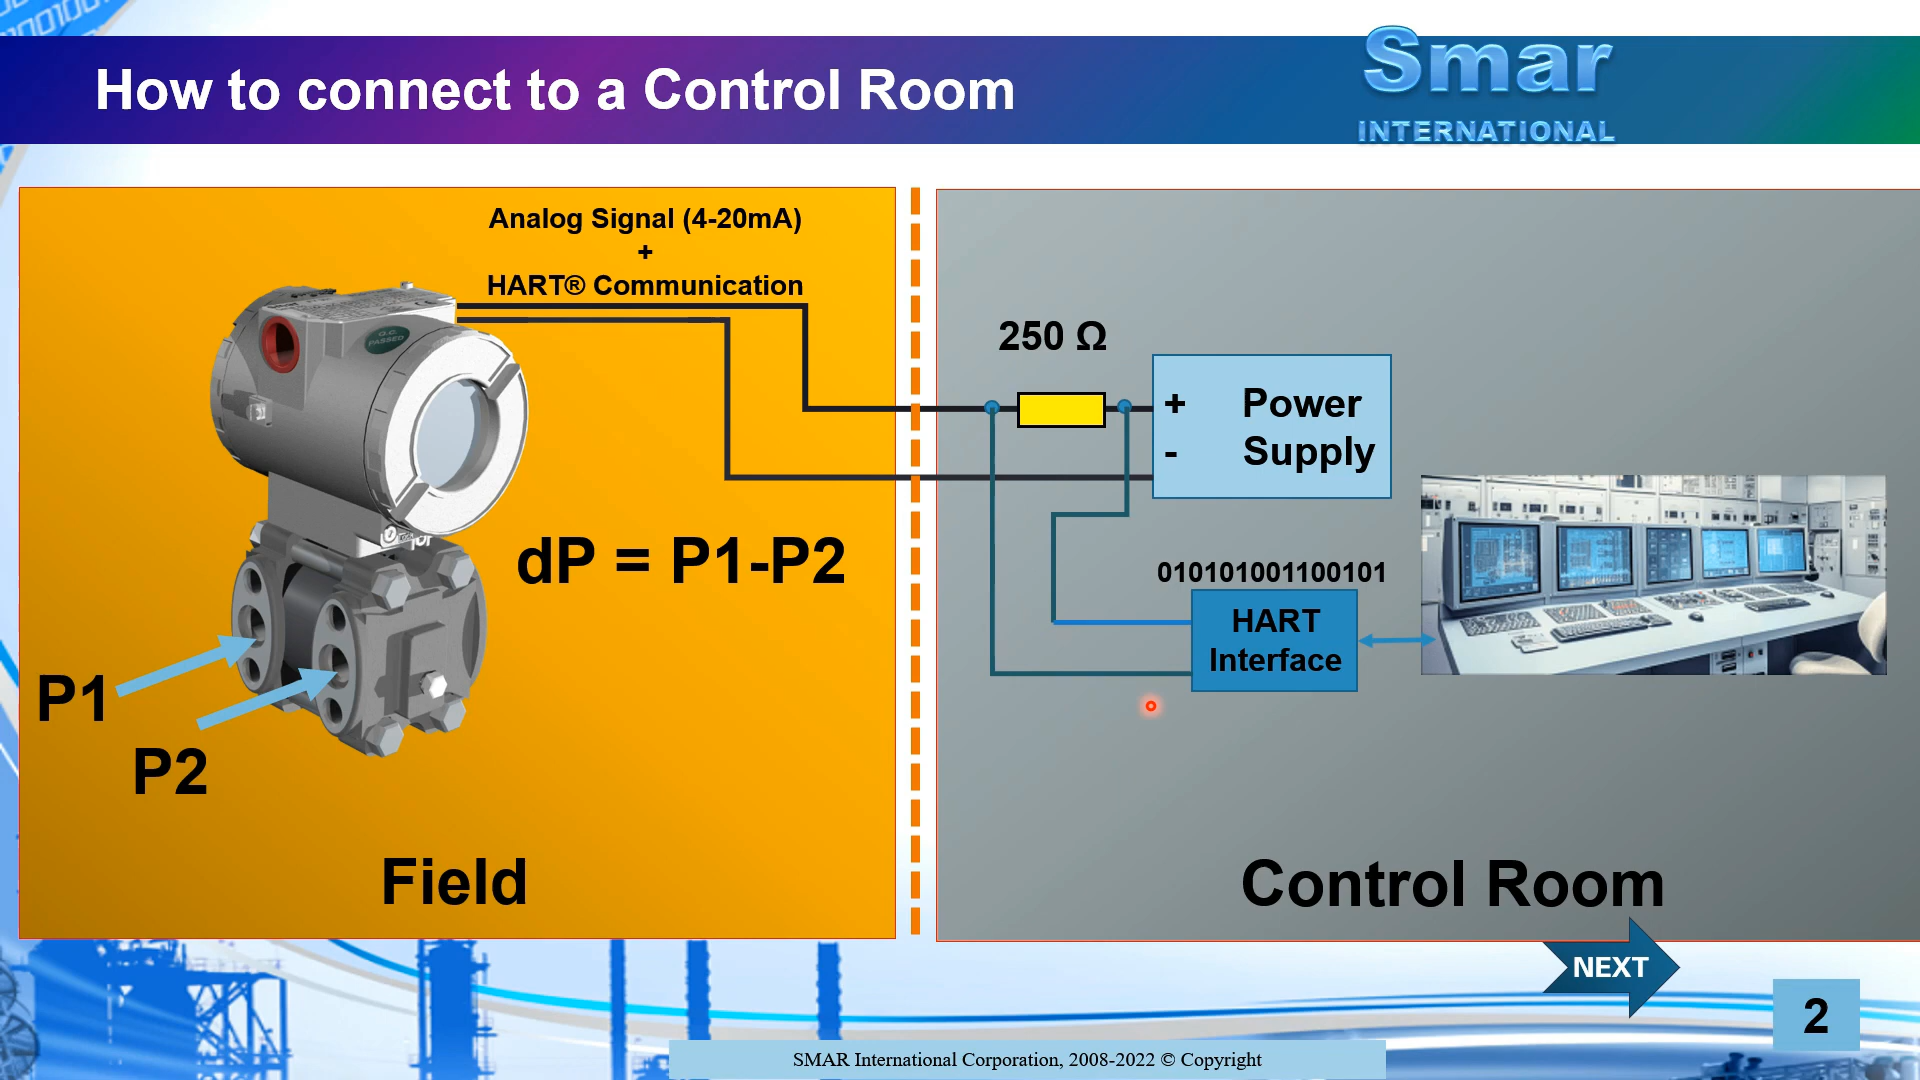 How to connect to a Control Room
Smar
INTERNATIONAL
Analog Signal (4-20mA)
+
HART® Communication
Q.C.
PASSED
dP = P1-P2
P1
P2
Field
250 Ω
+ Power
- Supply
010101001100101
HART
Interface
Control Room
NEXT
2
SMAR International Corporation, 2008-2022 © Copyright